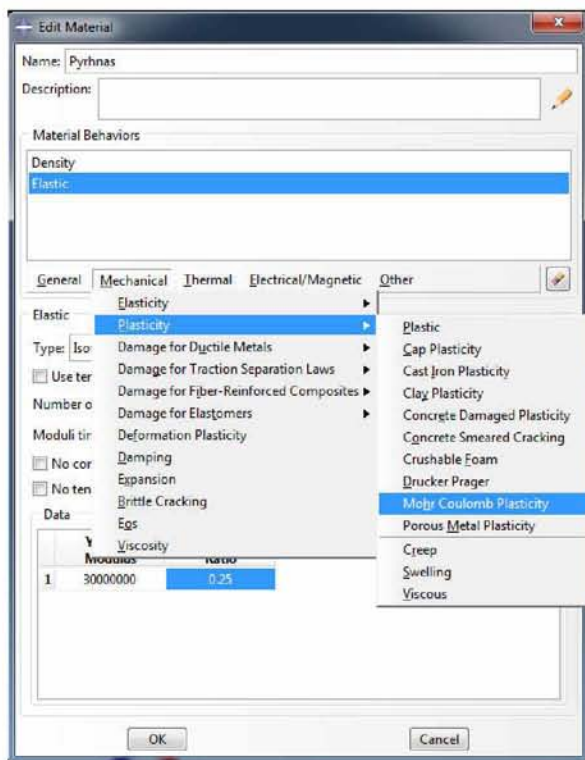 Edit Material
Name: Pyrhnas
Description:
Material Behaviors
Density
Elastic
General Mechanical Thermal Electrical/Magnetic Other
Elastic
Type: Iso
Use ter
Number o
Moduli tir
No cor
No ten
Data
Y
Modulus Ratio
1 30000000 0.25
Elasticity
Plasticity
Damage for Ductile Metals
Damage for Traction Separation Laws
Damage for Fiber-Reinforced Composites
Damage for Elastomers
Deformation Plasticity
Damping
Expansion
Brittle Cracking
Eos
Viscosity
Plastic
Cap Plasticity
Cast Iron Plasticity
Clay Plasticity
Concrete Damaged Plasticity
Concrete Smeared Cracking
Crushable Foam
Drucker Prager
Mohr Coulomb Plasticity
Porous Metal Plasticity
Creep
Swelling
Viscous
OK Cancel